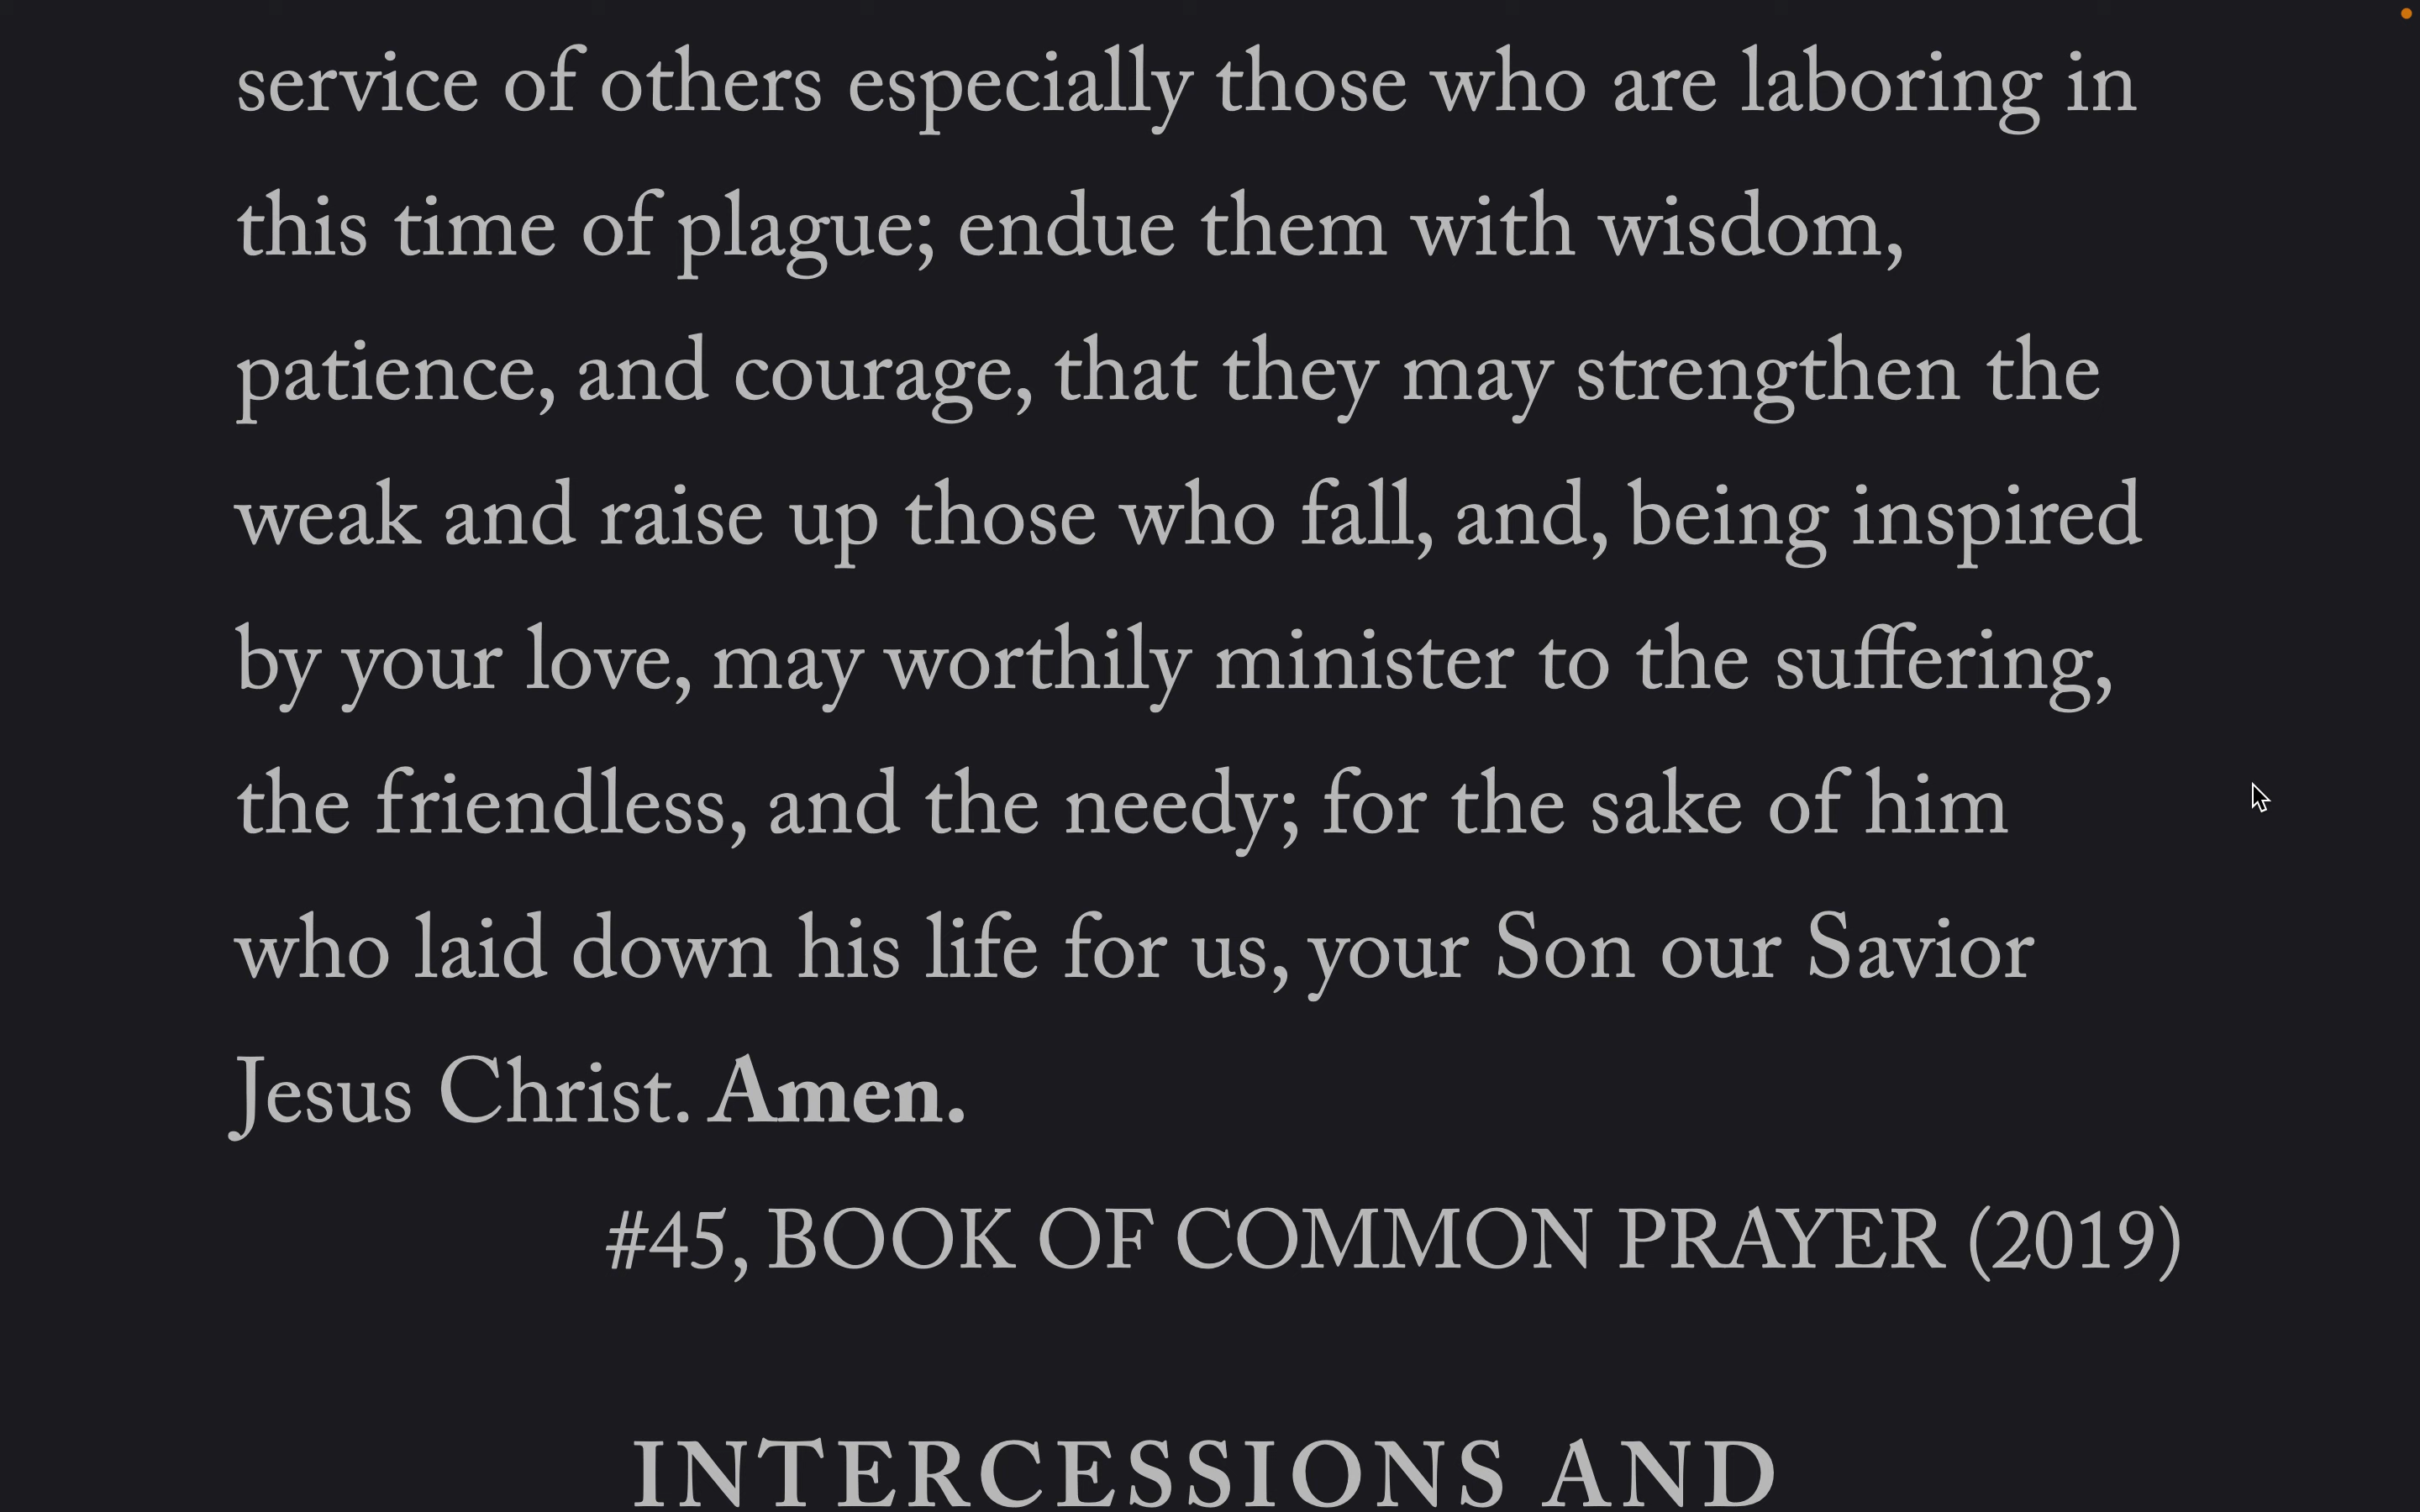 service of others especially those who are laboring in
this time of plague; endue them with wisdom,
patience, and courage, that they may strengthen the
weak and raise up those who fall, and, being inspired
by your love, may worthily minister to the suffering,
the friendless, and the needy; for the sake of him
who laid down his life for us, your Son our Savior
Jesus Christ. Amen.
#45, BOOK OF COMMON PRAYER (2019)
INTERCESSIONS AND